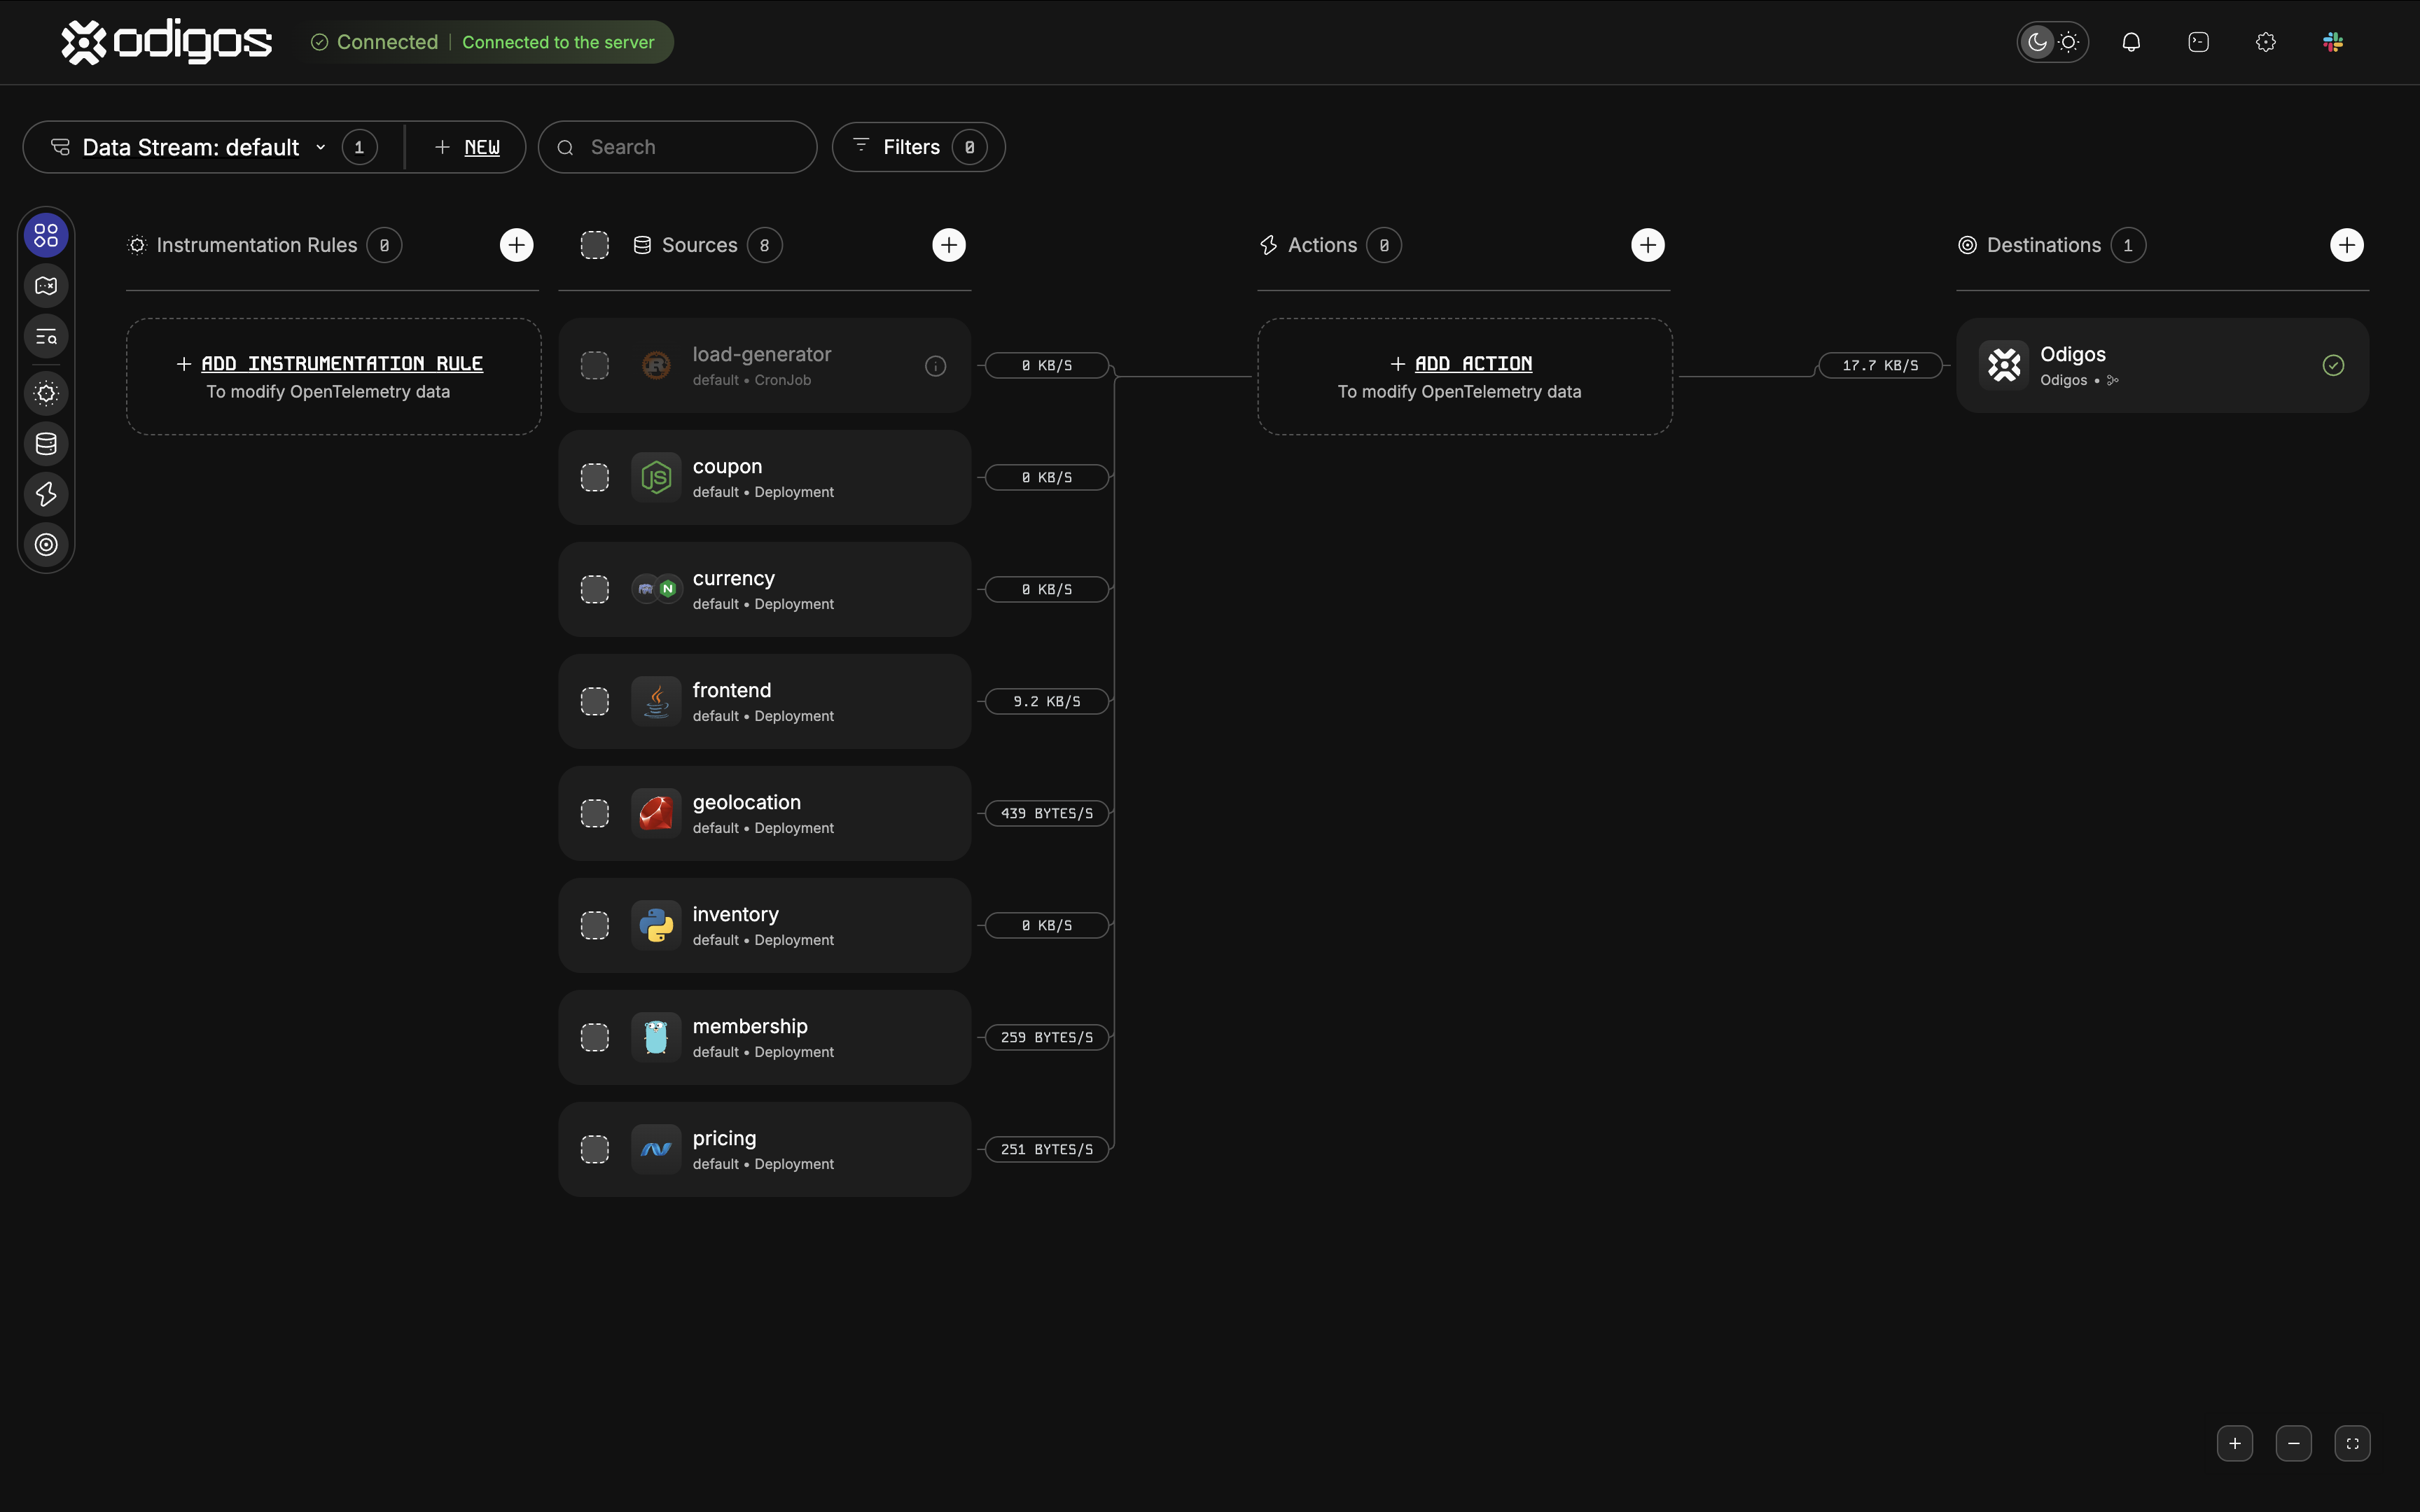 odigos
Connected | Connected to the server
Data Stream: default 1
+ NEW
Search
Filters 0
Instrumentation Rules 0
+ ADD INSTRUMENTATION RULE
To modify OpenTelemetry data
Sources 8
load-generator
default • CronJob
0 KB/S
coupon
default • Deployment
0 KB/S
currency
default • Deployment
0 KB/S
frontend
default • Deployment
9.2 KB/S
geolocation
default • Deployment
439 BYTES/S
inventory
default • Deployment
0 KB/S
membership
default • Deployment
259 BYTES/S
pricing
default • Deployment
251 BYTES/S
Actions 0
+ ADD ACTION
To modify OpenTelemetry data
17.7 KB/S
Destinations 1
Odigos
Odigos •